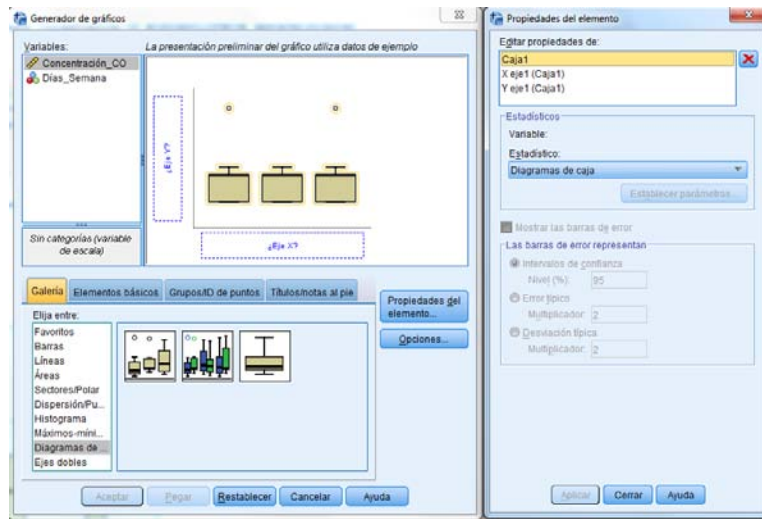 Generador de gráficos
Variables:
La presentación preliminar del gráfico utiliza datos de ejemplo
Concentración_CO
Días_Semana
¿Eje Y?
¿Eje X?
Sin categorías (variable
de escala)
Galería
Elementos básicos
Grupos/ID de puntos
Títulos/notas al pie
Elija entre:
Favoritos
Barras
Líneas
Áreas
Sectores/Polar
Dispersión/Pu...
Histograma
Máximos-míni...
Diagramas de ...
Ejes dobles
Propiedades del
elemento...
Opciones...
Aceptar
Pegar
Restablecer
Cancelar
Ayuda
Propiedades del elemento
Editar propiedades de:
Caja1
X eje1 (Caja1)
Y eje1 (Caja1)
Estadísticos
Variable:
Estadístico:
Diagramas de caja
Establecer parámetros...
Mostrar las barras de error
Las barras de error representan
Intervalos de confianza
Nivel (%): 95
Error típico
Multiplicador: 2
Desviación típica
Multiplicador: 2
Aplicar
Cerrar
Ayuda